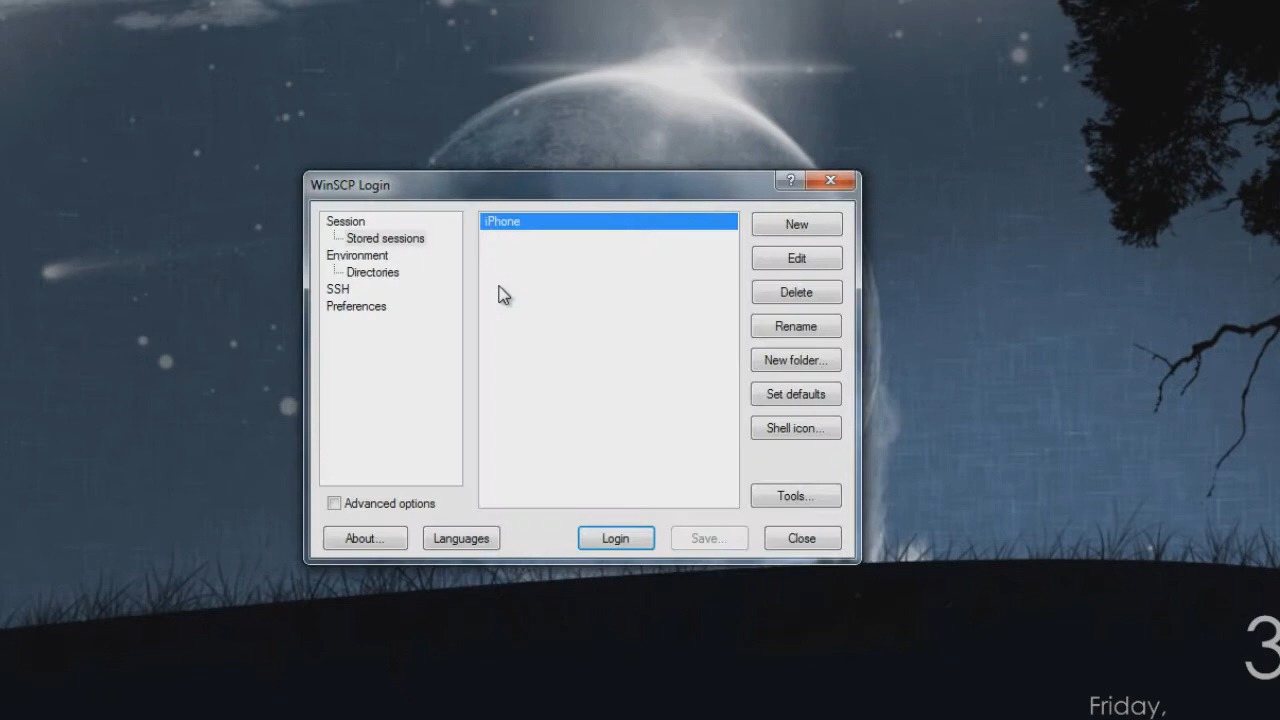 WinSCP Login
?
Session
Stored sessions
Environment
Directories
SSH
Preferences
iPhone
New
Edit
Delete
Rename
New folder...
Set defaults
Shell icon...
Tools...
Advanced options
About...
Languages
Login
Save...
Close
3
Friday,